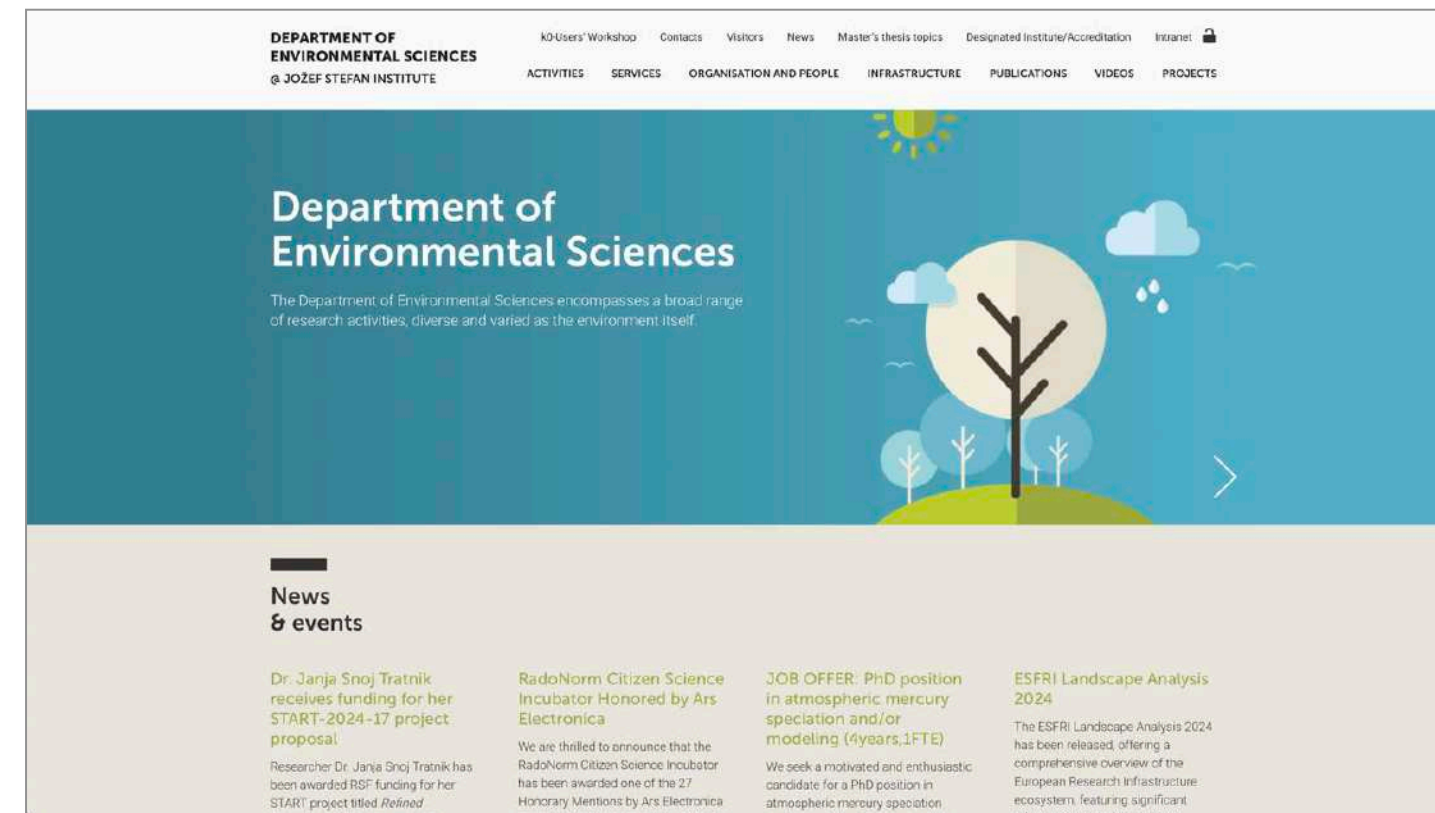 DEPARTMENT OF
ENVIRONMENTAL SCIENCES
@ JOŽEF STEFAN INSTITUTE
k0-Users' Workshop Contacts Visitors News Master's thesis topics Designated Institute/Accreditation Intranet
ACTIVITIES SERVICES ORGANISATION AND PEOPLE INFRASTRUCTURE PUBLICATIONS VIDEOS PROJECTS
Department of
Environmental Sciences
The Department of Environmental Sciences encompasses a broad range
of research activities, diverse and varied as the environment itself.
News
& events
Dr. Janja Snoj Tratnik
receives funding for her
START-2024-17 project
proposal
Researcher Dr. Janja Snoj Tratnik has
been awarded RSF funding for her
START project titled Refined
RadoNorm Citizen Science
Incubator Honored by Ars
Electronica
We are thrilled to announce that the
RadoNorm Citizen Science Incubator
has been awarded one of the 27
Honorary Mentions by Ars Electronica
JOB OFFER: PhD position
in atmospheric mercury
speciation and/or
modeling (4years,1FTE)
We seek a motivated and enthusiastic
candidate for a PhD position in
atmospheric mercury speciation
ESFRI Landscape Analysis
2024
The ESFRI Landscape Analysis 2024
has been released, offering a
comprehensive overview of the
European Research Infrastructure
ecosystem, featuring significant